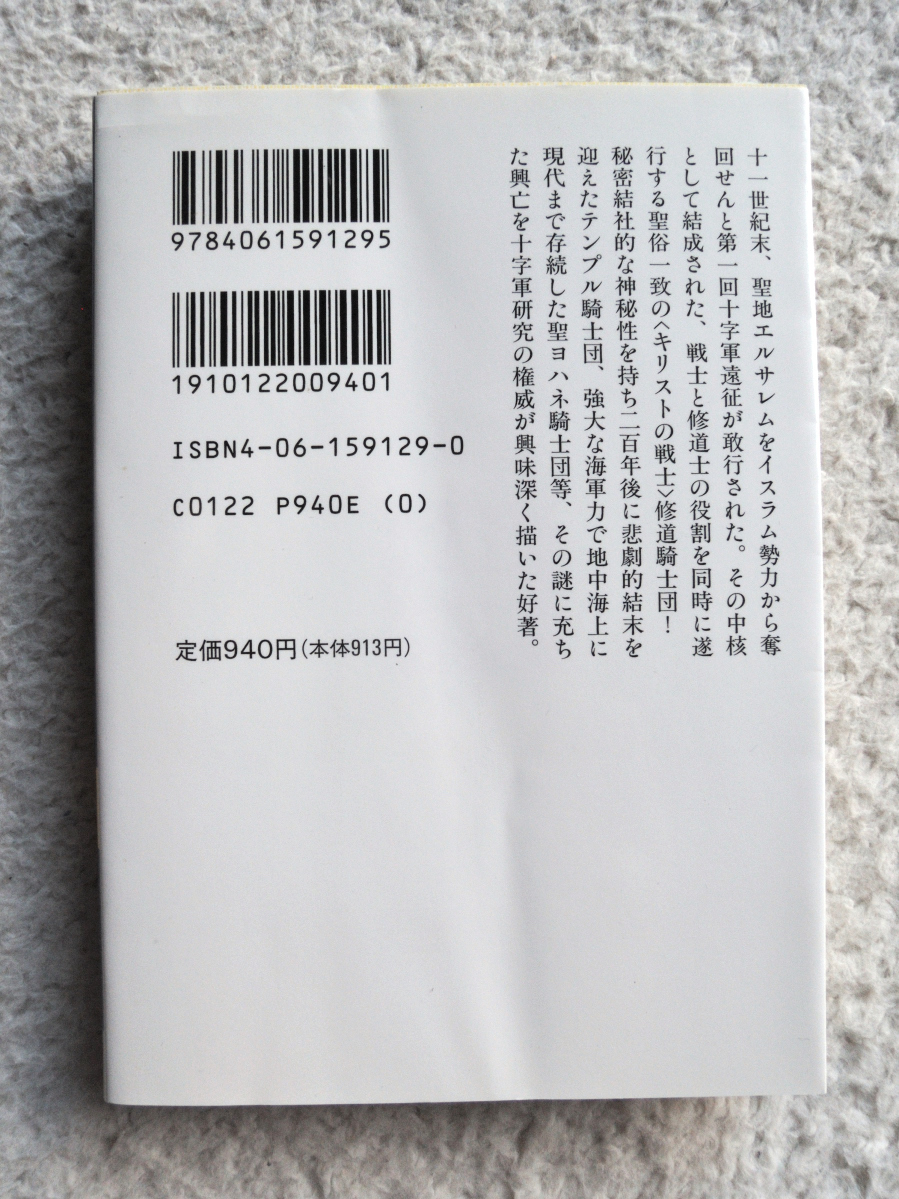 十一世紀末、聖地エルサレムをイスラム勢力から奪
回せんと第一回十字軍遠征が敢行された。その中核
として結成された、戦士と修道士の役割を同時に遂
行する聖俗一致の〈キリストの戦士〉修道騎士団!
秘密結社的な神秘性を持ち二百年後に悲劇的結末を
迎えたテンプル騎士団、強大な海軍力で地中海上に
現代まで存続した聖ヨハネ騎士団等、その謎に充ち
た興亡を十字軍研究の権威が興味深く描いた好著。
9784061591295
1910122009401
ISBN4-06-159129-0
C0122 P940E (0)
定価940円(本体913円)